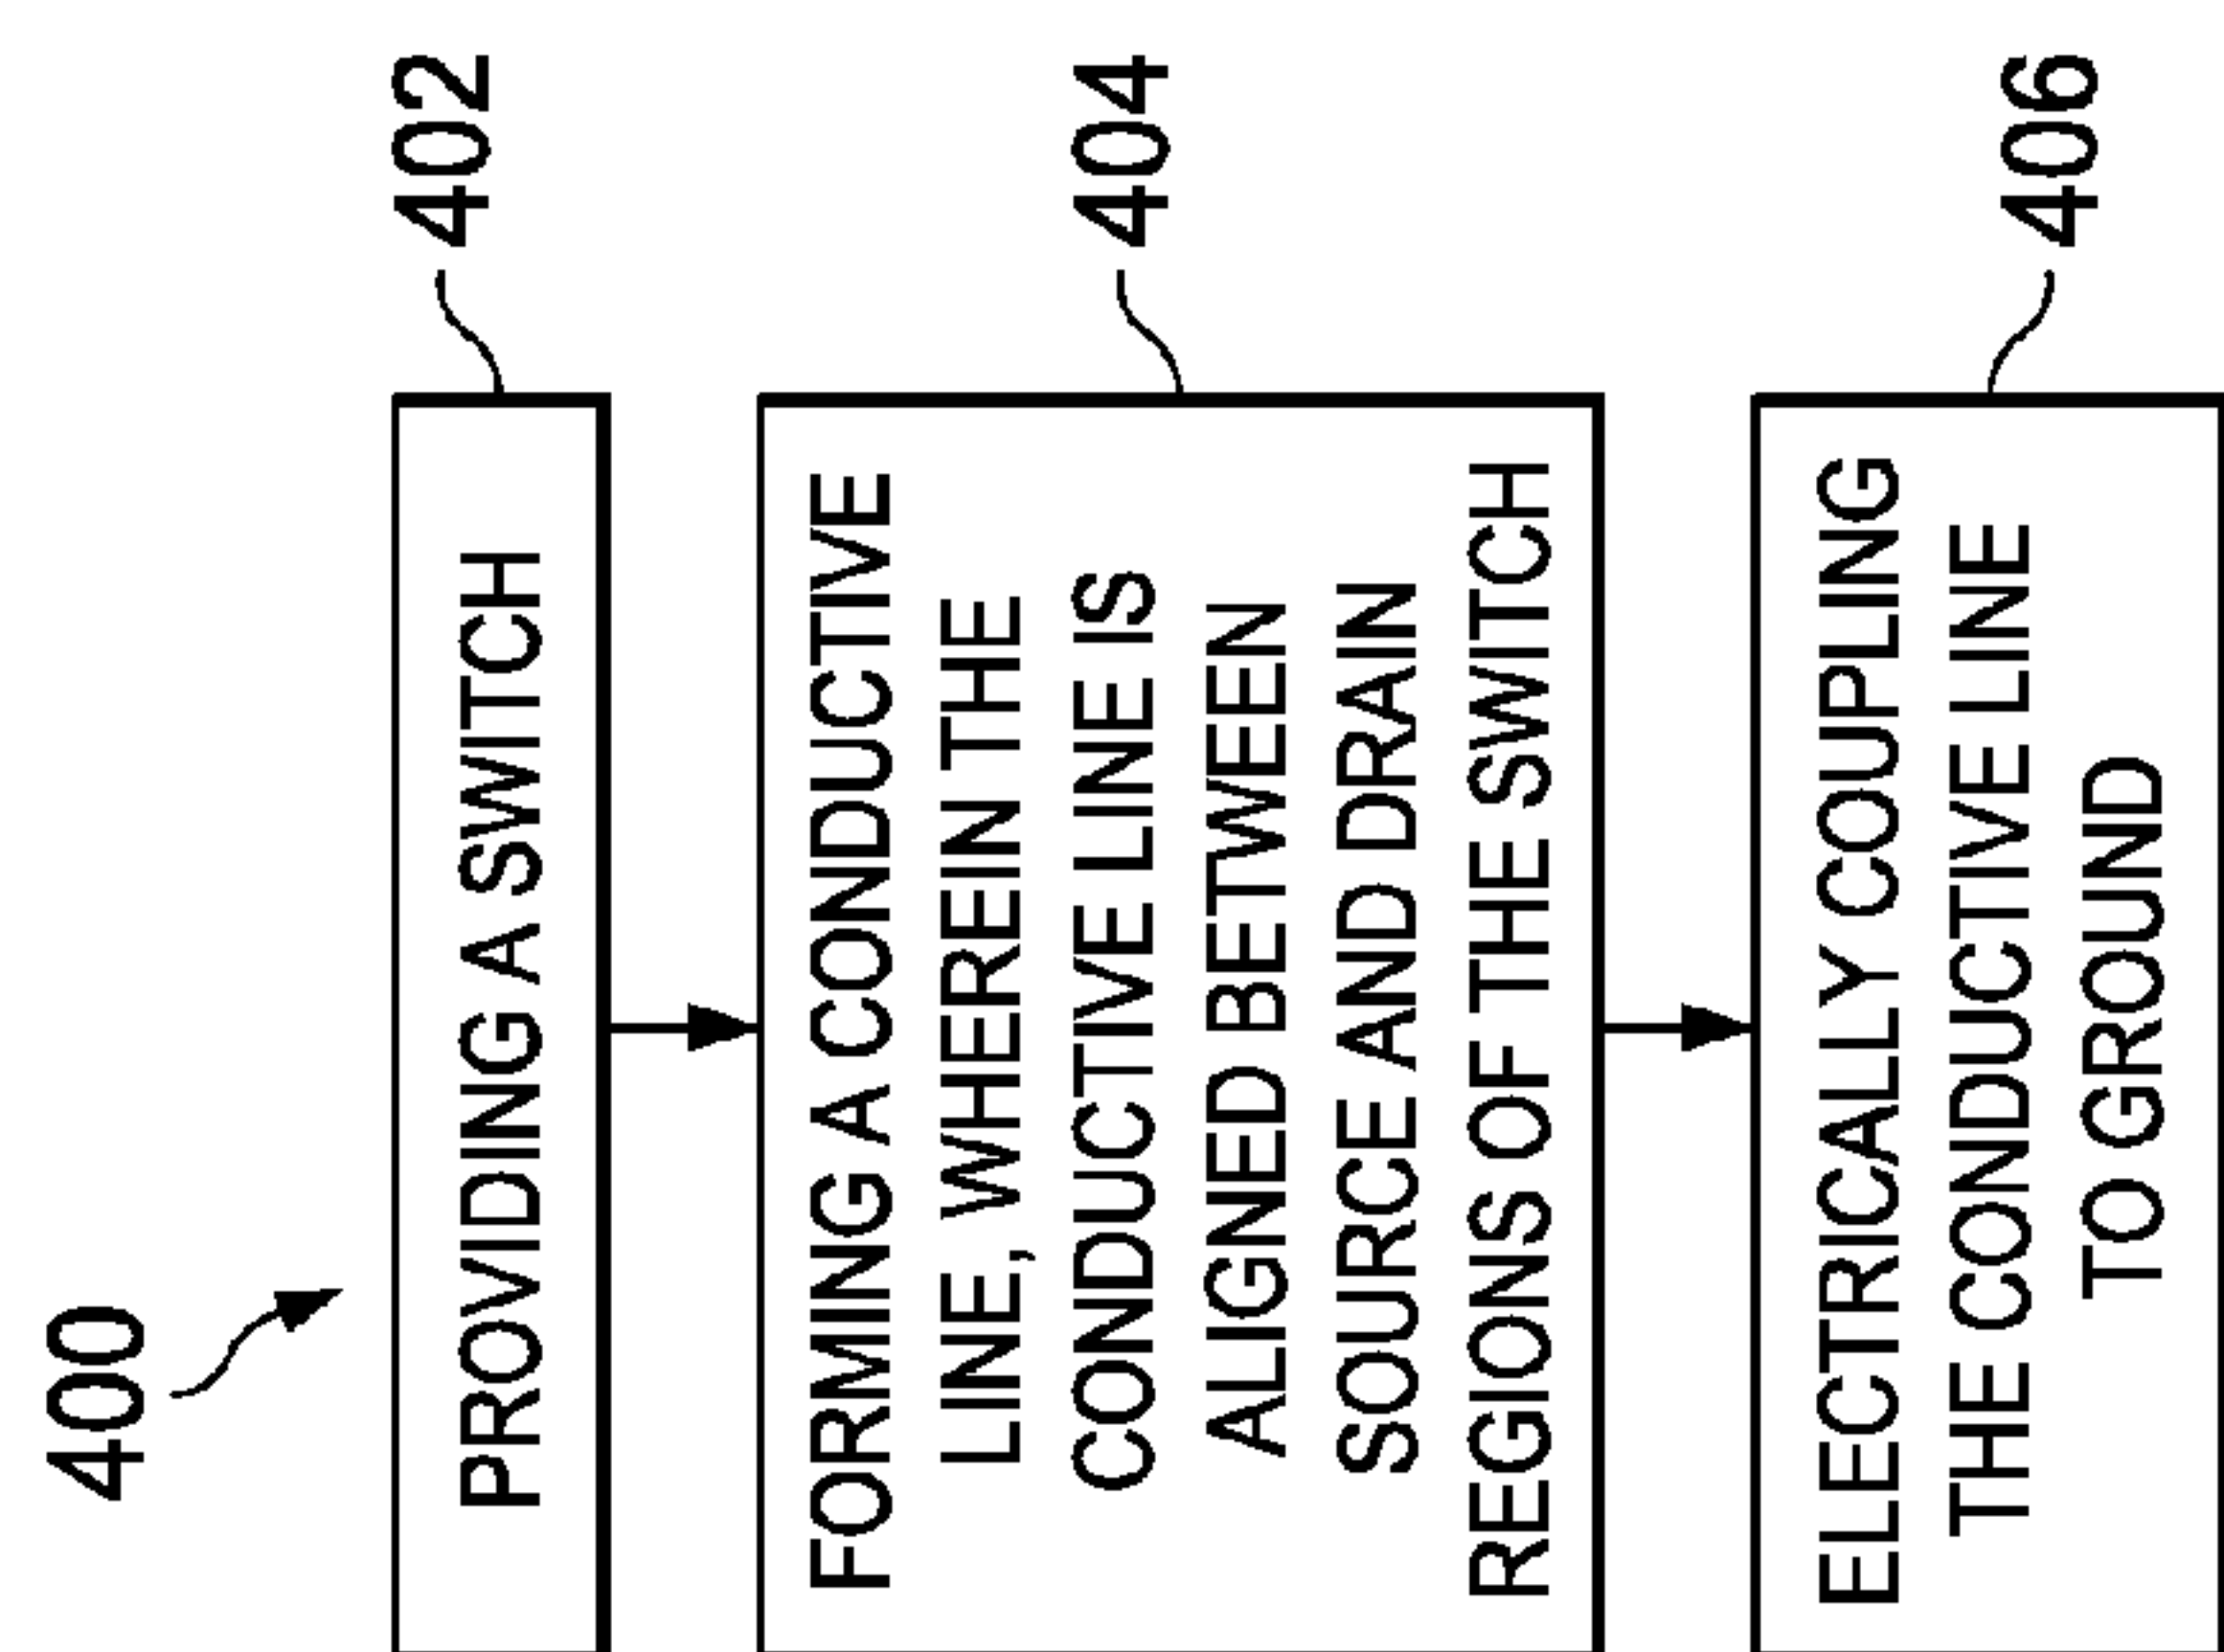 400
PROVIDING A SWITCH
402
FORMING A CONDUCTIVE
LINE, WHEREIN THE
CONDUCTIVE LINE IS
ALIGNED BETWEEN
SOURCE AND DRAIN
REGIONS OF THE SWITCH
404
ELECTRICALLY COUPLING
THE CONDUCTIVE LINE
TO GROUND
406